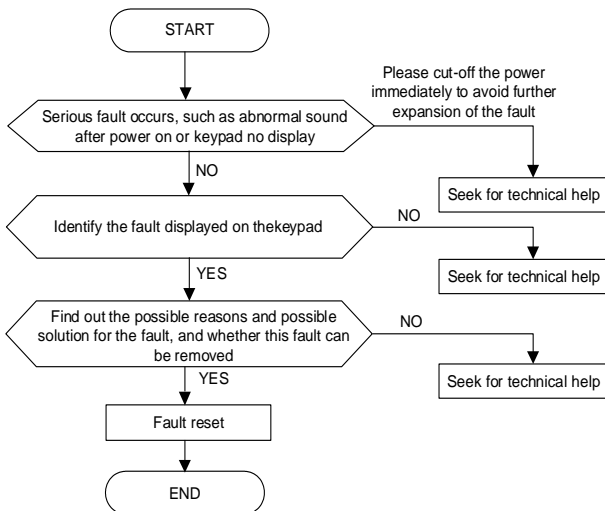 START
Please cut-off the power
immediately to avoid further
expansion of the fault
Serious fault occurs, such as abnormal sound
after power on or keypad no display
NO
Seek for technical help
Identify the fault displayed on thekeypad
NO
YES
Seek for technical help
Find out the possible reasons and possible
solution for the fault, and whether this fault can
be removed
NO
YES
Seek for technical help
Fault reset
END